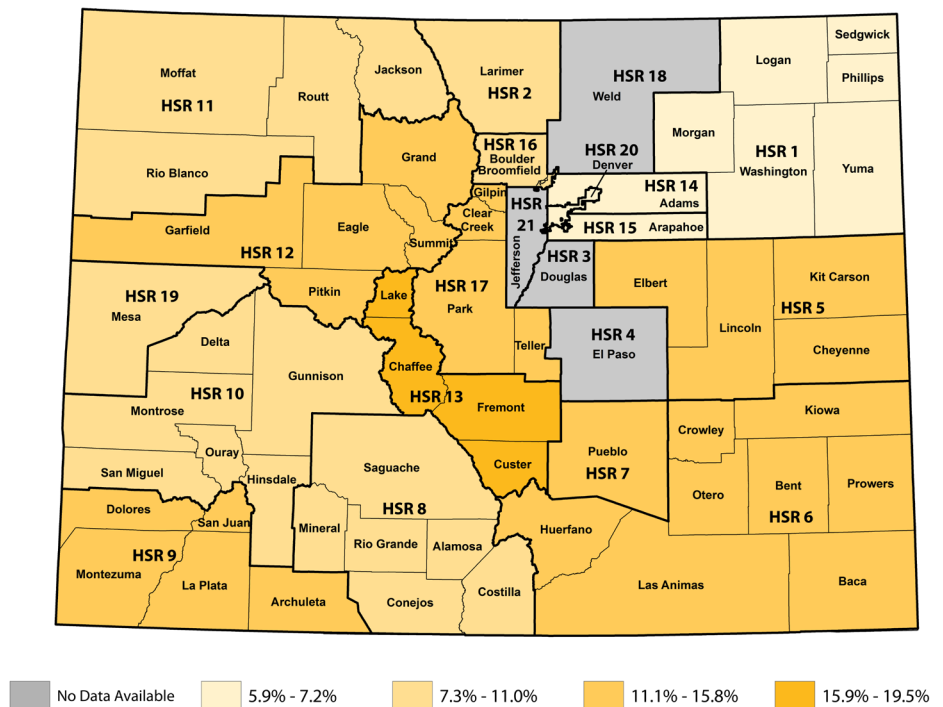 Sedgwick
Logan
Moffat
Jackson
Larimer
HSR 18
Phillips
HSR 11
Routt
HSR 2
Weld
Morgan
HSR 16
HSR 20
HSR 1
Grand
Boulder
Broomfield
Denver
Washington
Yuma
Rio Blanco
Gilpin
HSR 14
Adams
HSR
21
Clear
Creek
Garfield
Eagle
Summit
HSR 15
Arapahoe
HSR 12
Jefferson
HSR 3
Douglas
Kit Carson
HSR 19
Pitkin
Lake
HSR 17
Elbert
HSR 5
Mesa
Park
Lincoln
Delta
Teller
HSR 4
El Paso
Cheyenne
Gunnison
Chaffee
HSR 10
HSR 13
Montrose
Fremont
Kiowa
Crowley
Ouray
Pueblo
San Miguel
Saguache
Custer
HSR 7
Hinsdale
Bent
Prowers
Otero
Dolores
HSR 8
HSR 6
San Juan
Mineral
Huerfano
Rio Grande
Alamosa
HSR 9
Montezuma
La Plata
Las Animas
Baca
Costilla
Archuleta
Conejos
No Data Available
5.9% - 7.2%
7.3% - 11.0%
11.1% - 15.8%
15.9% - 19.5%